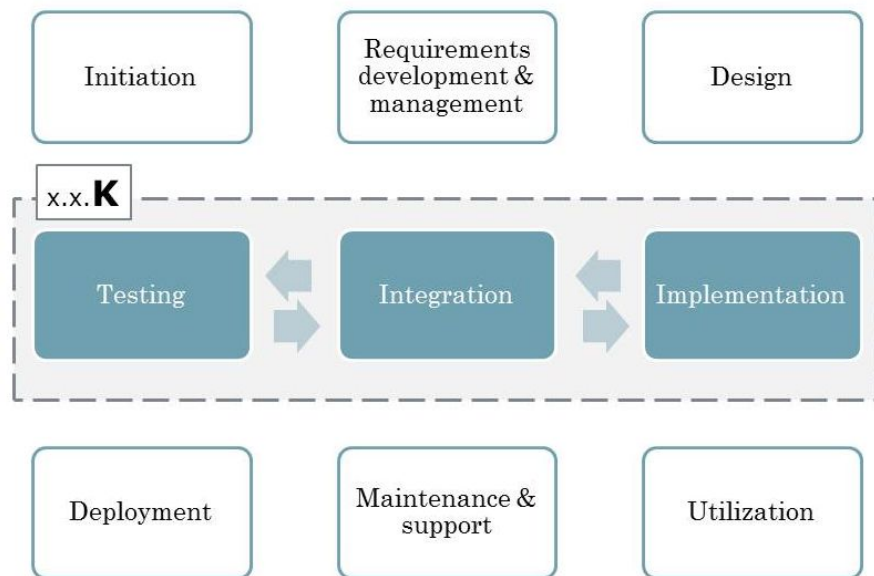 Initiation
Requirements
development &
management
Design
x.x.K
Testing
Integration
Implementation
Deployment
Maintenance &
support
Utilization